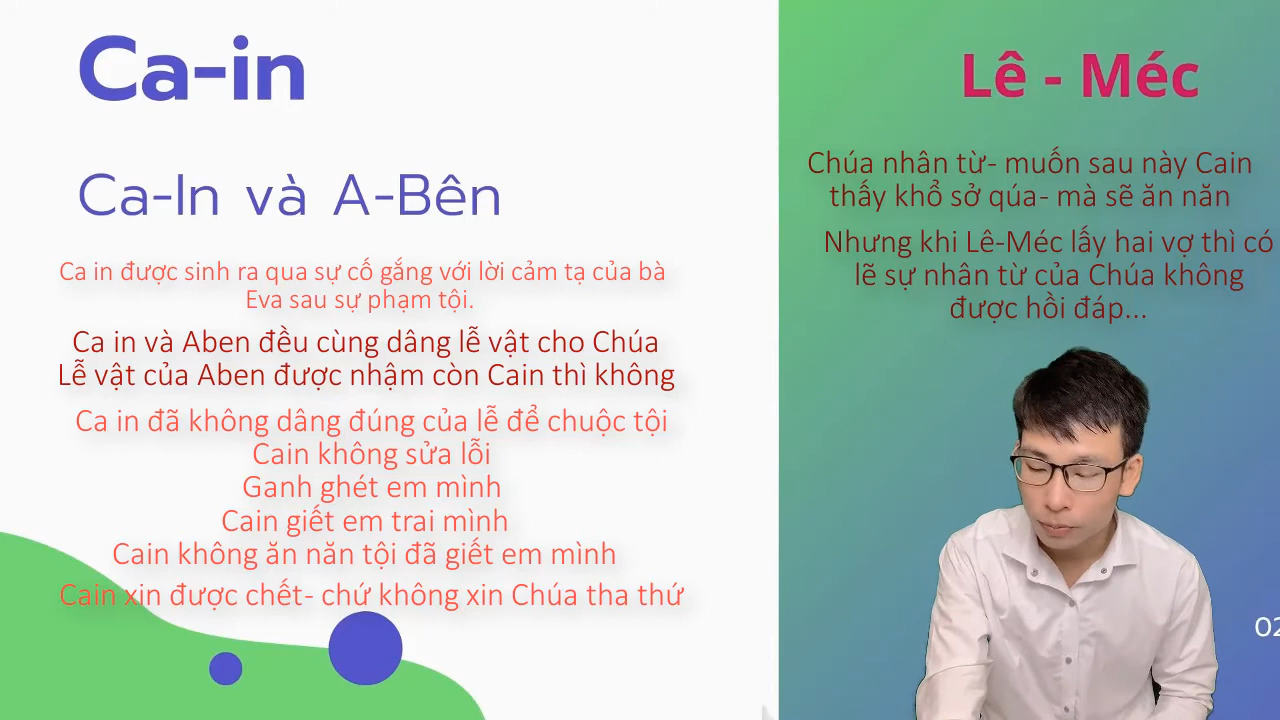 Ca-in
Ca-In và A-Bên
Ca in được sinh ra qua sự cố gắng với lời cảm tạ của bà
Eva sau sự phạm tội.
Ca in và Aben đều cùng dâng lễ vật cho Chúa
Lễ vật của Aben được nhậm còn Cain thì không
Ca in đã không dâng đúng của lễ để chuộc tội
Cain không sửa lỗi
Ganh ghét em mình
Cain giết em trai mình
Cain không ăn năn tội đã giết em mình
Cain xin được chết- chứ không xin Chúa tha thứ
Lê - Méc
Chúa nhân từ- muốn sau này Cain
thấy khổ sở qúa- mà sẽ ăn năn
Nhưng khi Lê-Méc lấy hai vợ thì có
lẽ sự nhân từ của Chúa không
được hồi đáp...
02